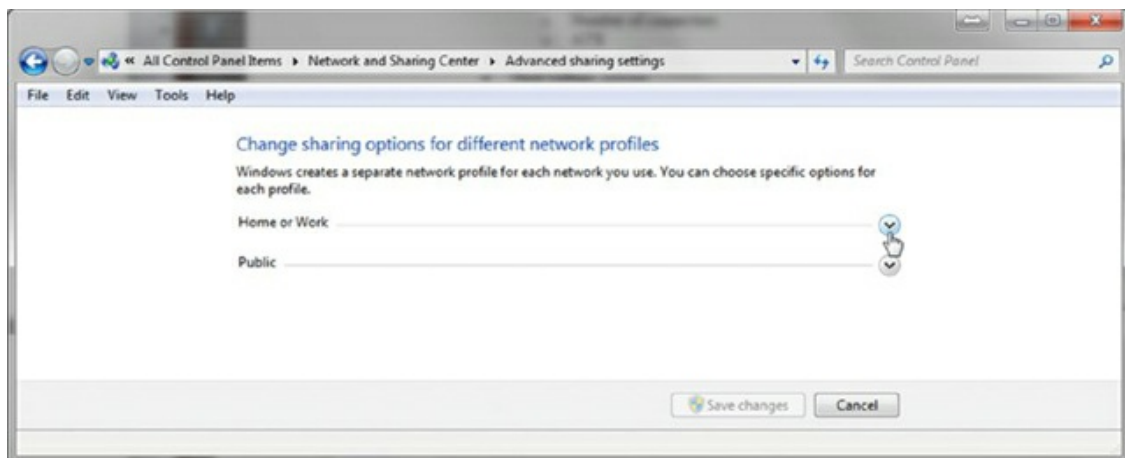 « All Control Panel Items ▸ Network and Sharing Center ▸ Advanced sharing settings
Search Control Panel
File Edit View Tools Help
Change sharing options for different network profiles
Windows creates a separate network profile for each network you use. You can choose specific options for
each profile.
Home or Work
Public
Save changes
Cancel